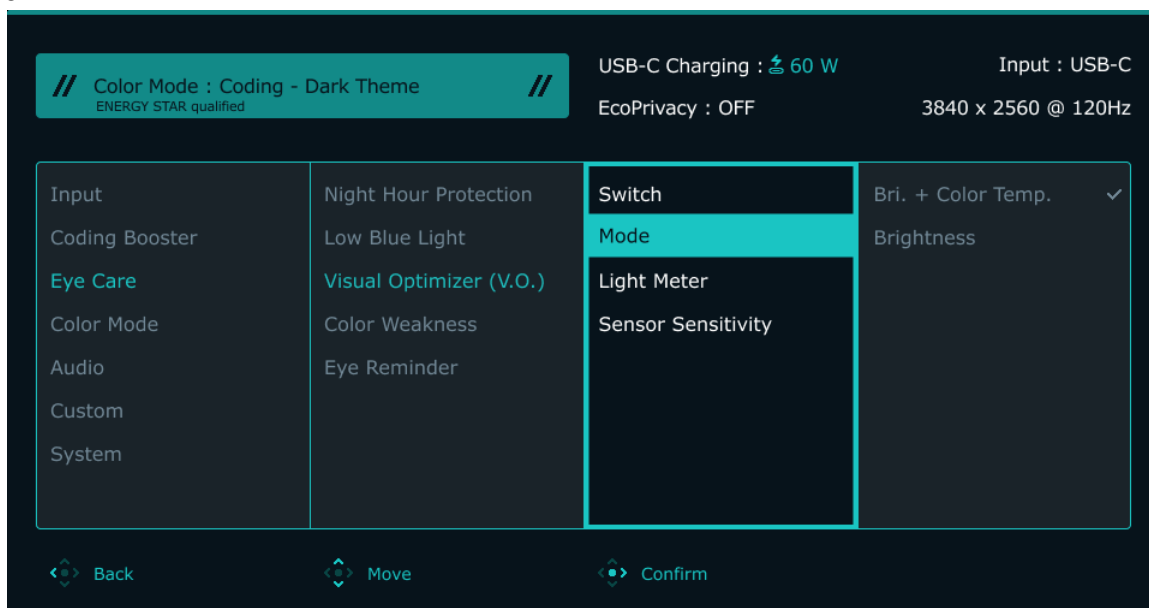 // Color Mode : Coding - Dark Theme //
ENERGY STAR qualified
USB-C Charging : 60 W
EcoPrivacy : OFF
Input : USB-C
3840 x 2560 @ 120Hz
Input
Coding Booster
Eye Care
Color Mode
Audio
Custom
System
Night Hour Protection
Low Blue Light
Visual Optimizer (V.O.)
Color Weakness
Eye Reminder
Switch
Mode
Light Meter
Sensor Sensitivity
Bri. + Color Temp.
Brightness
Back
Move
Confirm